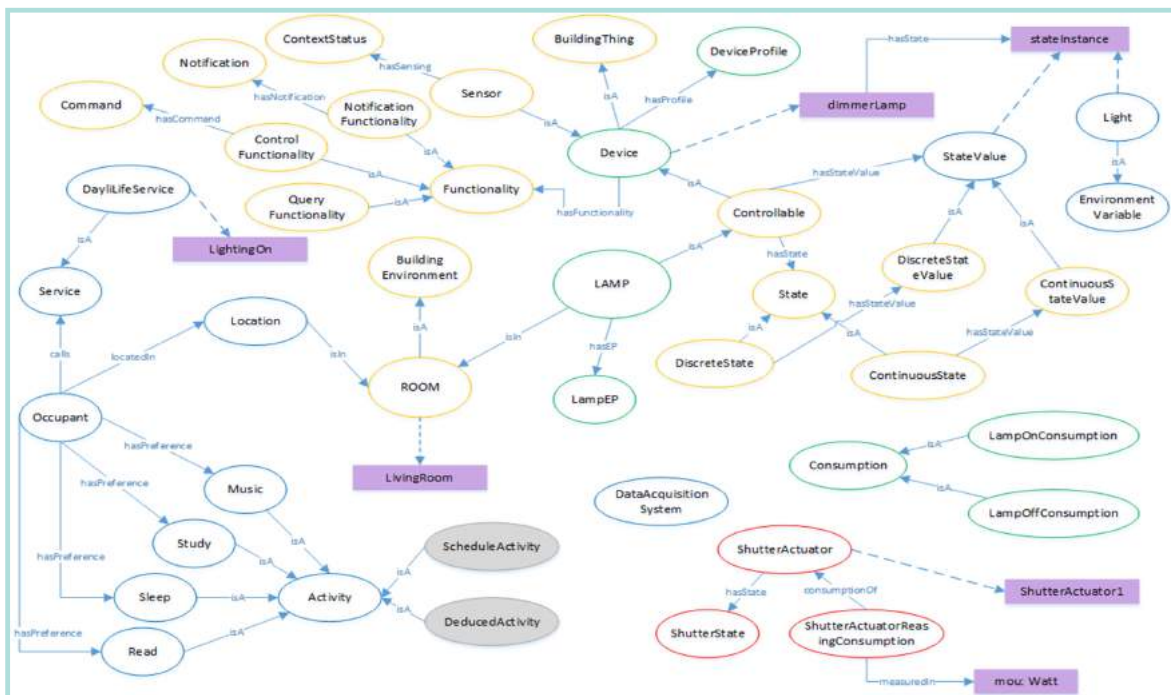 ContextStatus
BuildingThing
DeviceProfile
hasState
stateInstance
Notification
hasSensing
Sensor
isA
hasProfile
dimmerLamp
Command
hasNotification
Notification
Functionality
isA
Light
hasCommand
Control
Functionality
isA
Device
StateValue
isA
DayliLifeService
isA
Query
Functionality
isA
Functionality
hasFunctionality
isA
hasStateValue
Controllable
isA
Environment
Variable
LightingOn
isA
Building
Environment
isA
hasState
DiscreteStat
eValue
isA
Service
Location
LAMP
State
hasStateValue
ContinuousS
tateValue
calls
locatedIn
isIn
isA
isIn
hasEP
isA
isA
hasStateValue
DiscreteState
ContinuousState
ROOM
LampEP
Occupant
hasPreference
LivingRoom
Music
LampOnConsumption
isA
Consumption
isA
LampOffConsumption
hasPreference
DataAcquisition
System
Study
isA
isA
ScheduleActivity
isA
ShutterActuator
hasPreference
Sleep
isA
Activity
hasState
consumptionOf
ShutterActuator1
isA
DeducedActivity
hasPreference
Read
isA
ShutterState
ShutterActuatorReas
ingConsumption
measuredIn
mou: Watt